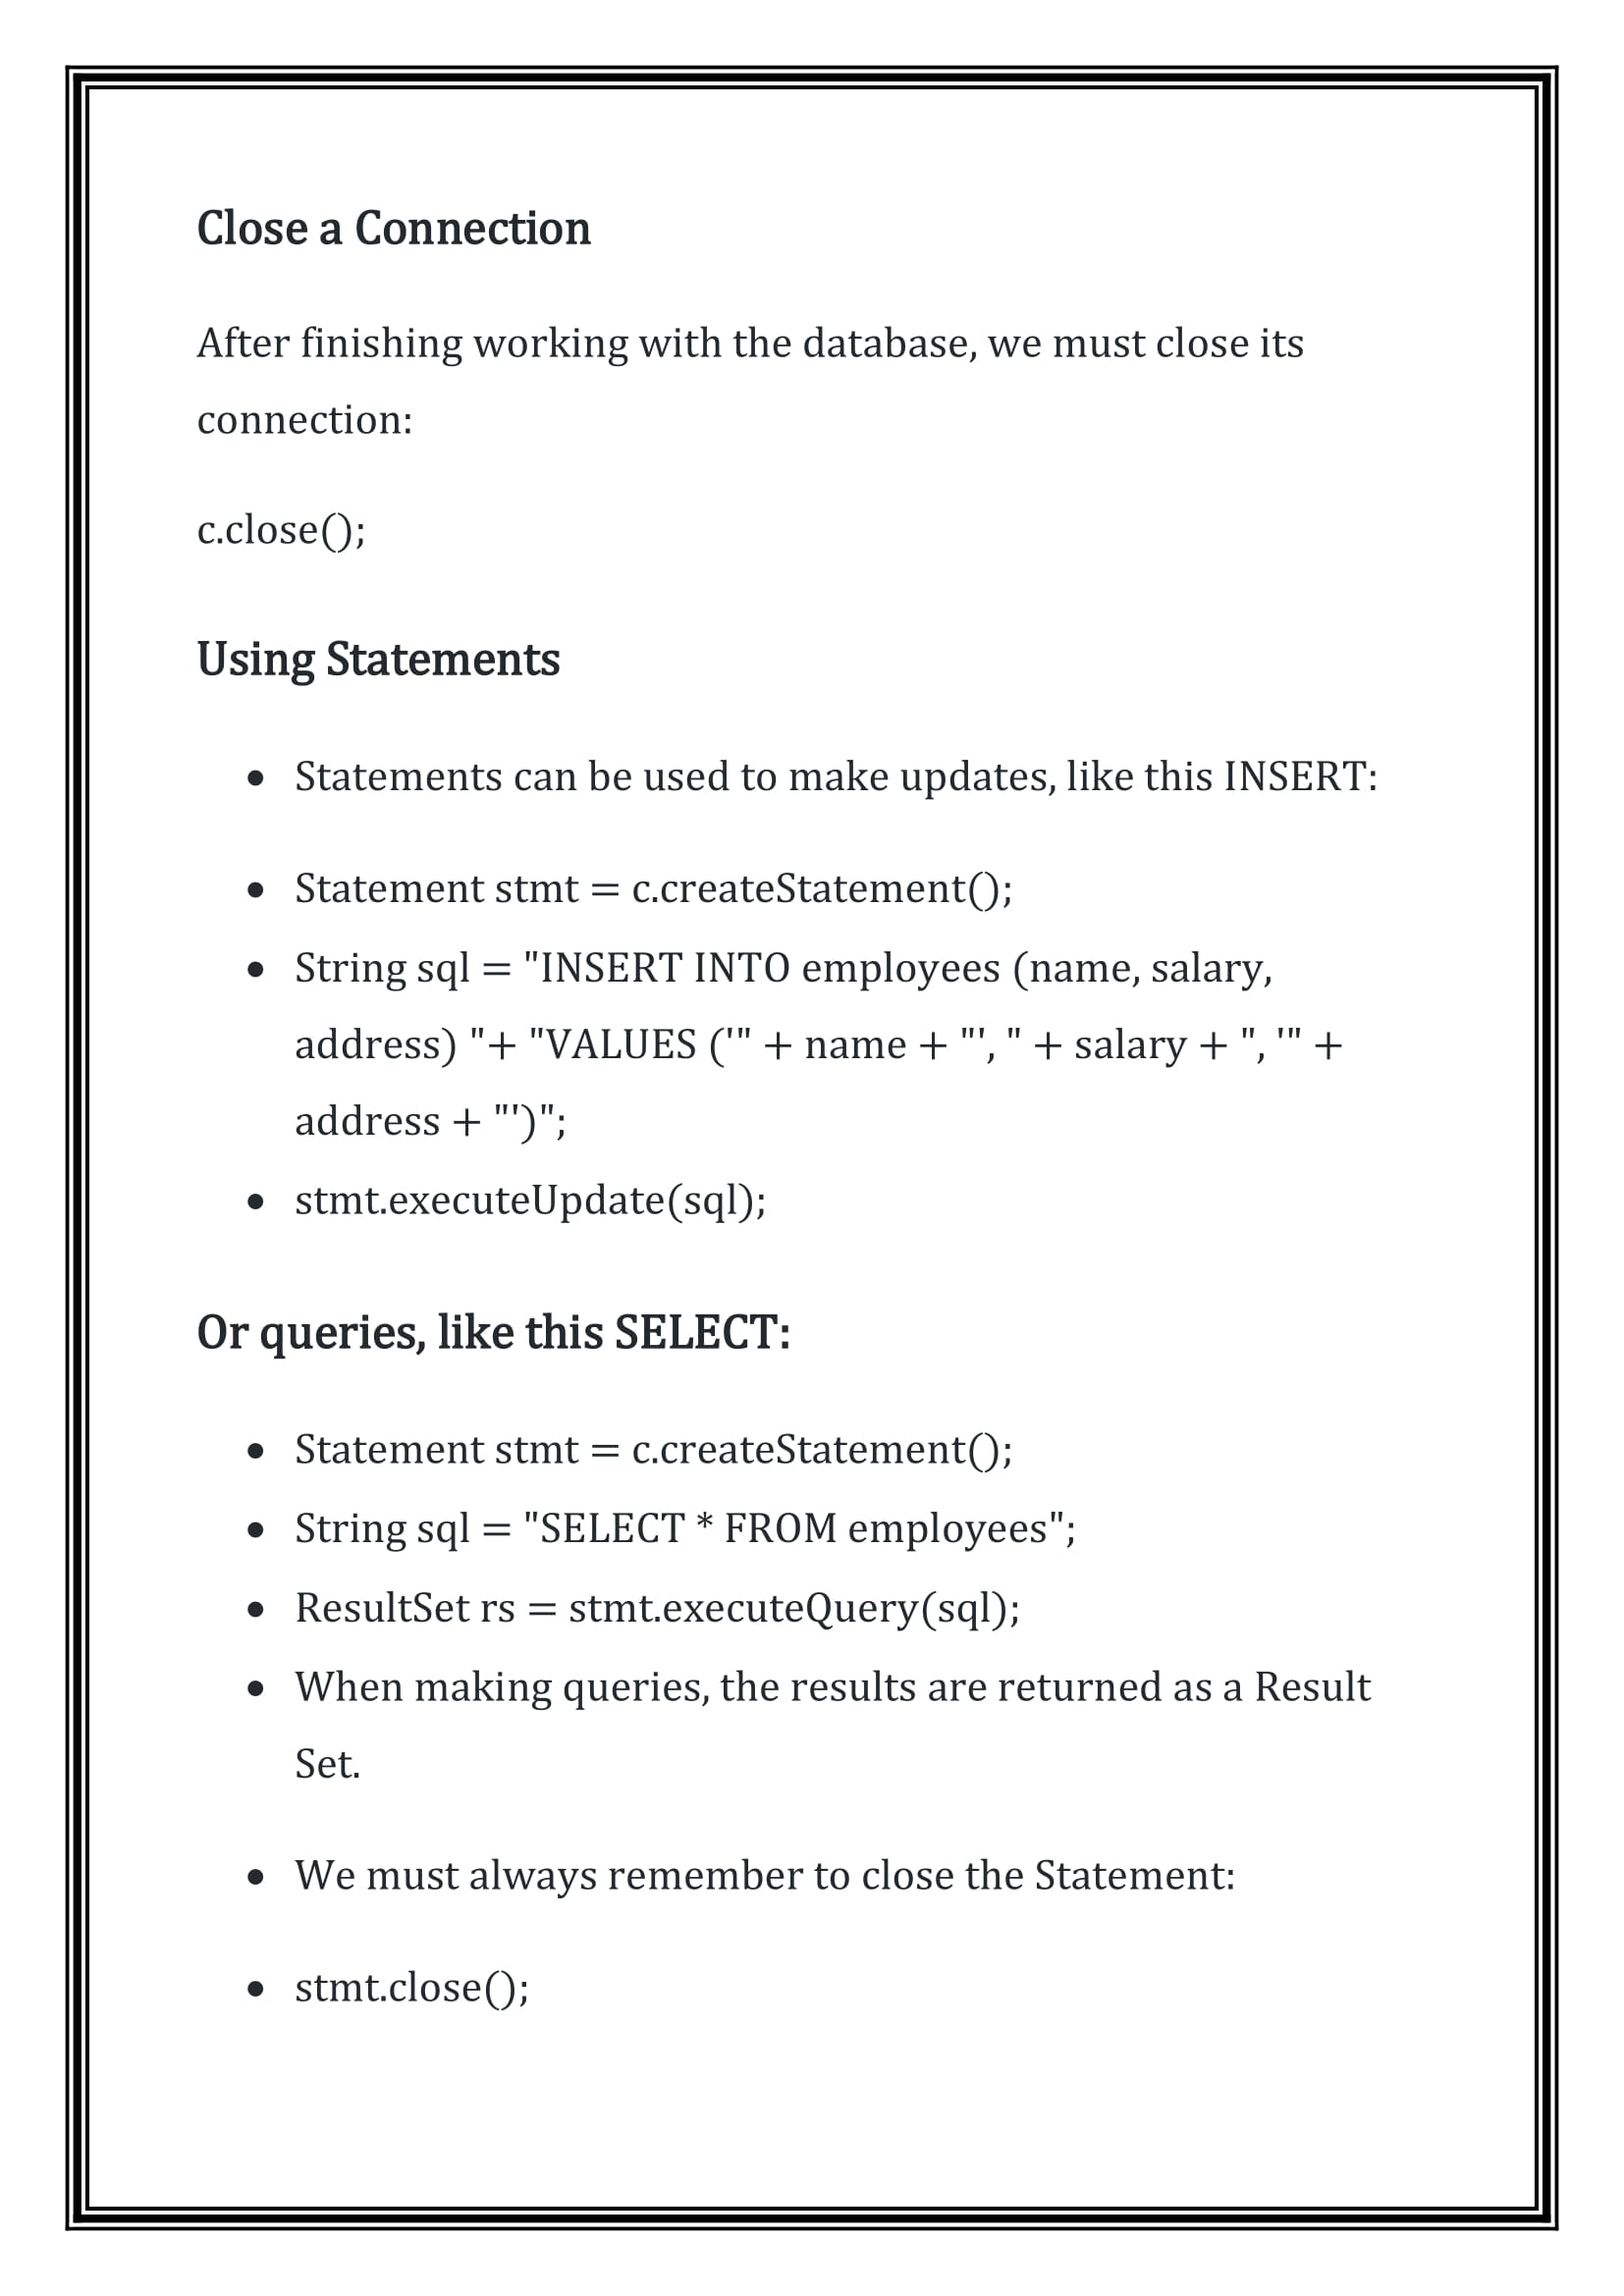 Close a Connection
After finishing working with the database, we must close its
connection:
c.close();
Using Statements
• Statements can be used to make updates, like this INSERT:
• Statement stmt = c.createStatement();
• String sql = "INSERT INTO employees (name, salary,
address) "+ "VALUES ('" + name + "', " + salary + ", '" +
address + "')";
• stmt.executeUpdate(sql);
Or queries, like this SELECT:
• Statement stmt = c.createStatement();
• String sql = "SELECT * FROM employees";
• ResultSet rs = stmt.executeQuery(sql);
• When making queries, the results are returned as a Result
Set.
• We must always remember to close the Statement:
• stmt.close();